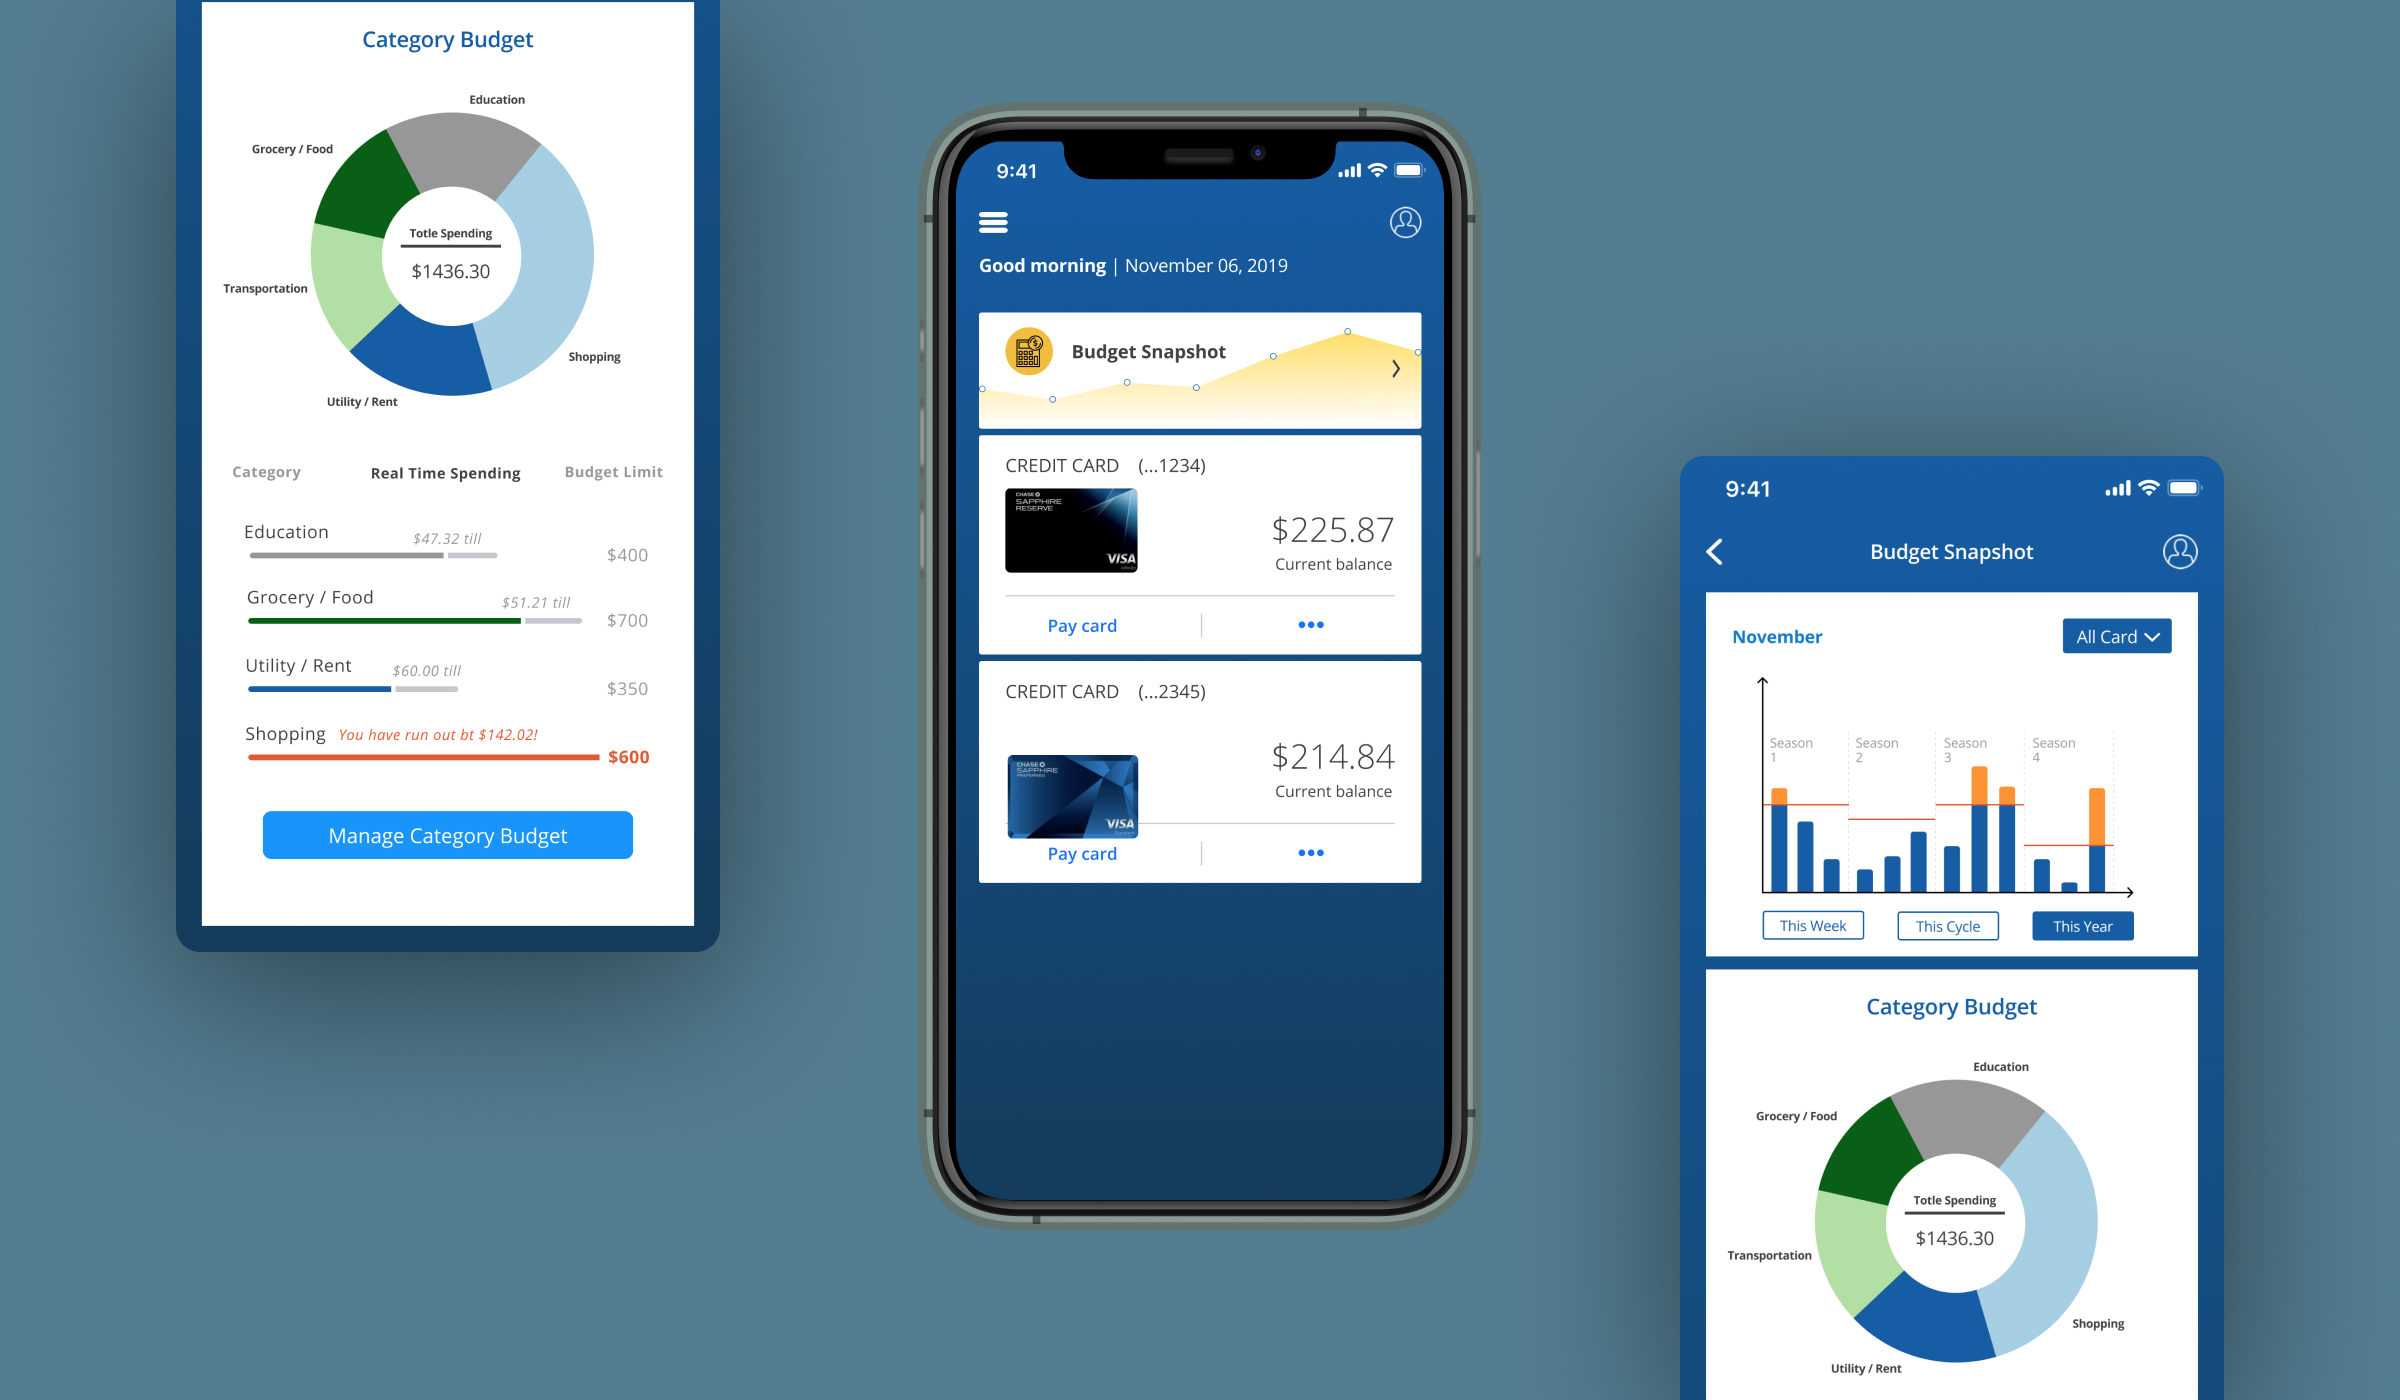 Category Budget
Education
Grocery / Food
Totle Spending
$1436.30
Transportation
Shopping
Utility / Rent
Category Real Time Spending Budget Limit
Education $47.32 till
$400
Grocery / Food $51.21 till
$700
Utility / Rent $60.00 till
$350
Shopping You have run out bt $142.02!
$600
Manage Category Budget
9:41
Good morning | November 06, 2019
Budget Snapshot
CREDIT CARD (...1234)
CHASE
SAPPHIRE
RESERVE
VISA
$225.87
Current balance
Pay card
CREDIT CARD (...2345)
CHASE
SAPPHIRE
PREFERRED
VISA
$214.84
Current balance
Pay card
9:41
Budget Snapshot
November
All Card
Season 1
Season 2
Season 3
Season 4
This Week
This Cycle
This Year
Category Budget
Education
Grocery / Food
Totle Spending
$1436.30
Transportation
Shopping
Utility / Rent